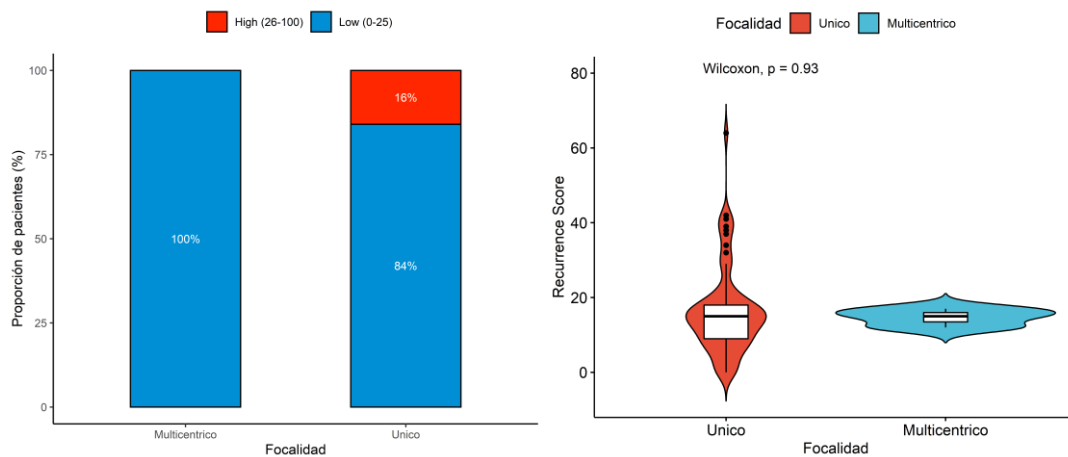 High (26-100) Low (0-25)
100
75
50
25
0
Proporción de pacientes (%)
16%
100%
84%
Multicentrico Unico
Focalidad
Focalidad Unico Multicentrico
Wilcoxon, p = 0.93
80
60
40
20
0
Recurrence Score
Unico Multicentrico
Focalidad